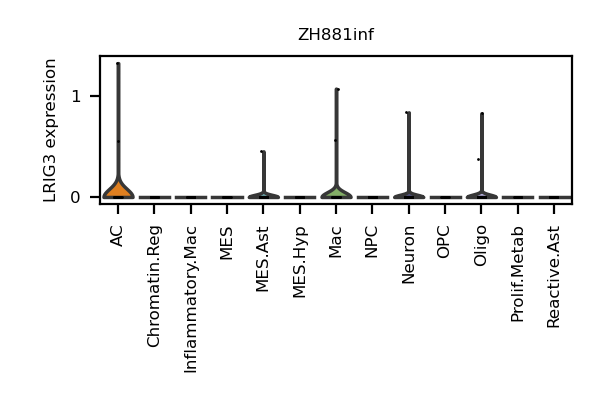 ZH881inf
LRIG3 expression
1
0
AC
Chromatin.Reg
Inflammatory.Mac
MES
MES.Ast
MES.Hyp
Mac
NPC
Neuron
OPC
Oligo
Prolif.Metab
Reactive.Ast